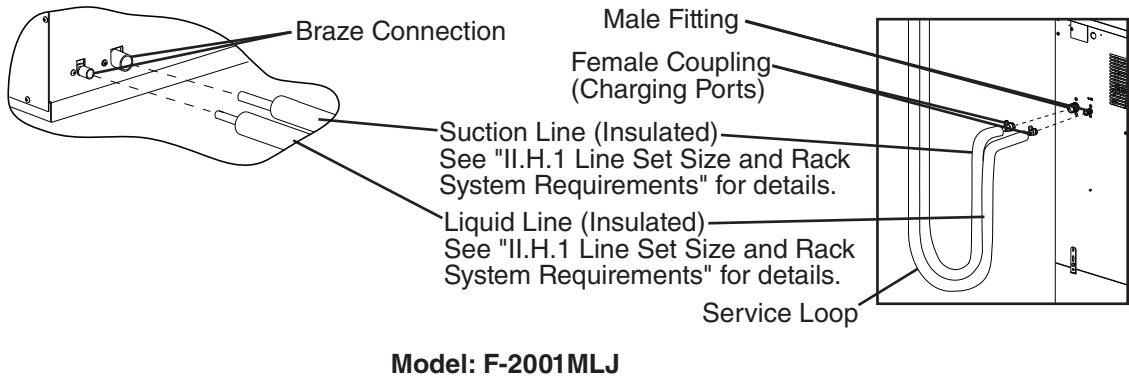 Braze Connection
Male Fitting
Female Coupling
(Charging Ports)
Suction Line (Insulated)
See "II.H.1 Line Set Size and Rack
System Requirements" for details.
Liquid Line (Insulated)
See "II.H.1 Line Set Size and Rack
System Requirements" for details.
Service Loop
Model: F-2001MLJ